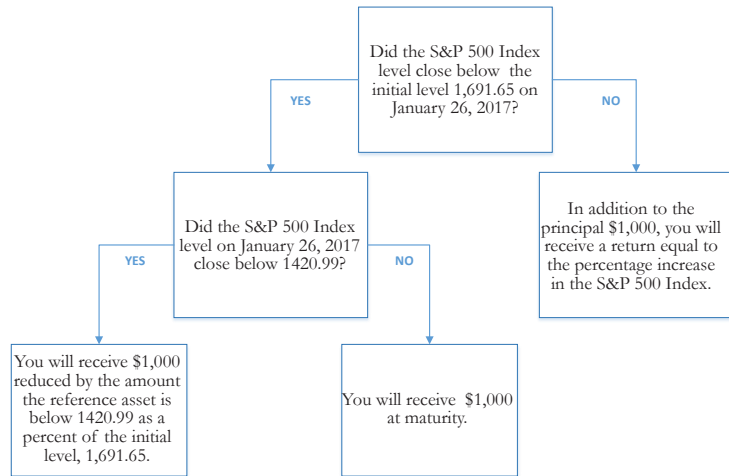 Did the S&P 500 Index
level close below the
initial level 1,691.65 on
January 26, 2017?
YES
NO
Did the S&P 500 Index
level on January 26, 2017
close below 1420.99?
In addition to the
principal $1,000, you will
receive a return equal to
the percentage increase
in the S&P 500 Index.
YES
NO
You will receive $1,000
reduced by the amount
the reference asset is
below 1420.99 as a
percent of the initial
level, 1,691.65.
You will receive $1,000
at maturity.